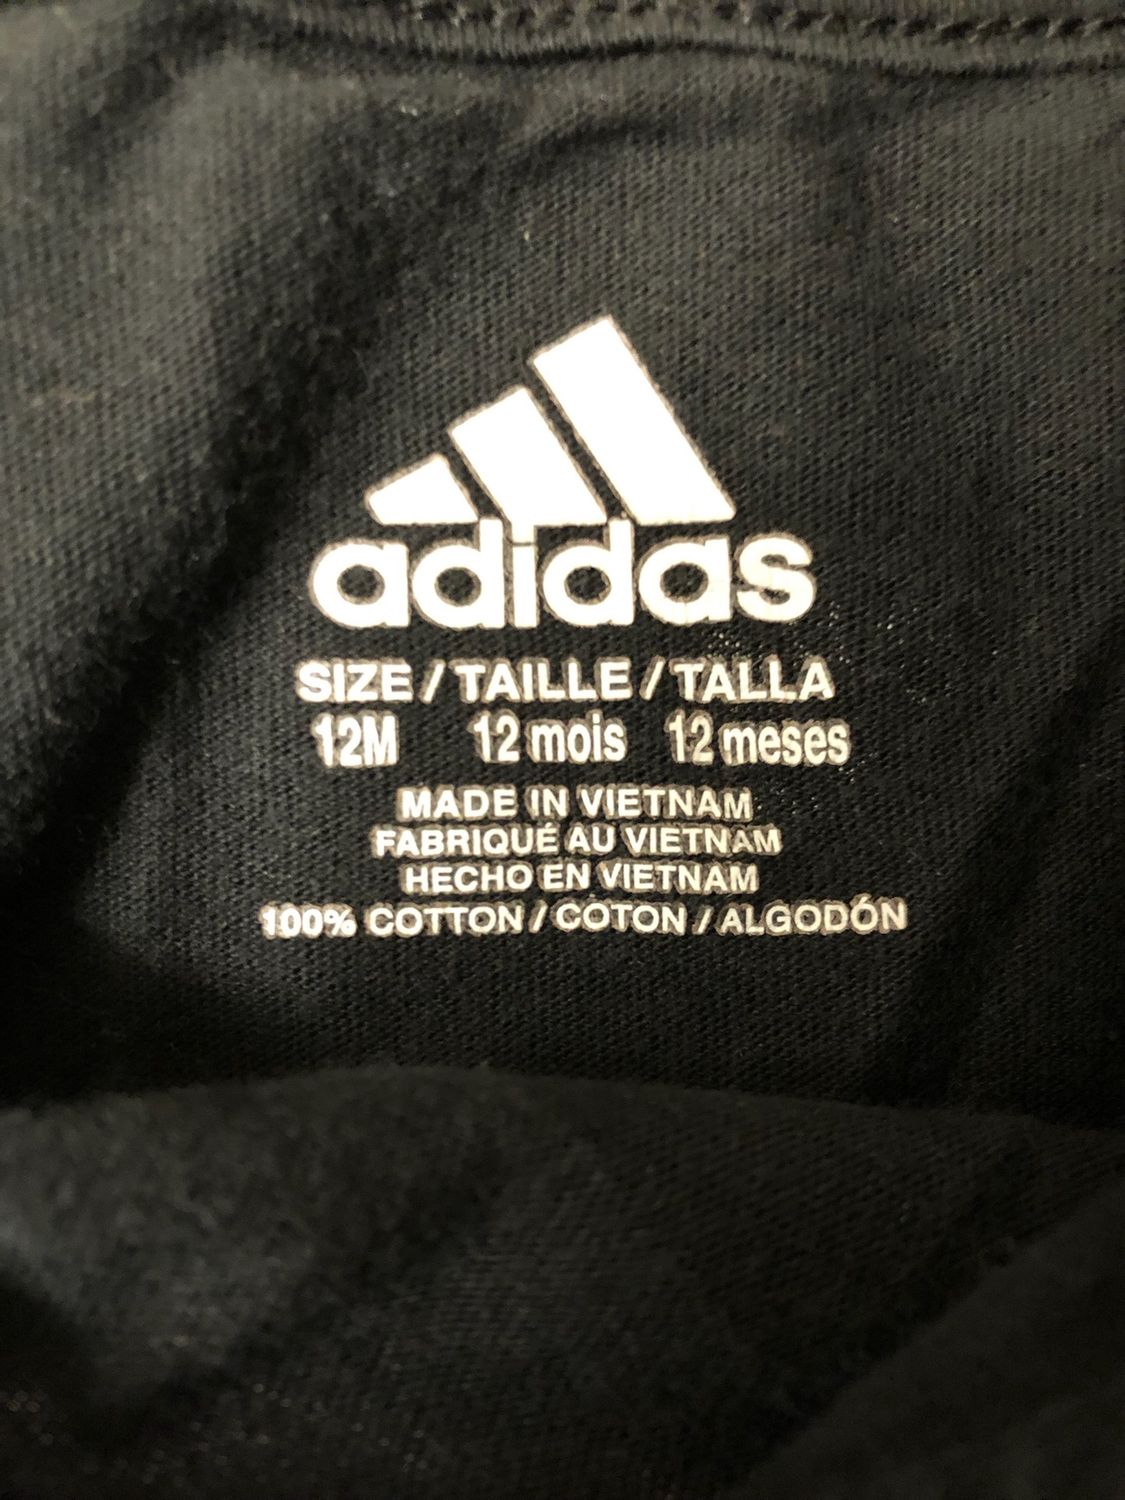 adidas
SIZE / TAILLE / TALLA
12M 12 mois 12 meses
MADE IN VIETNAM
FABRIQUÉ AU VIETNAM
HECHO EN VIETNAM
100% COTTON / COTON / ALGODÓN